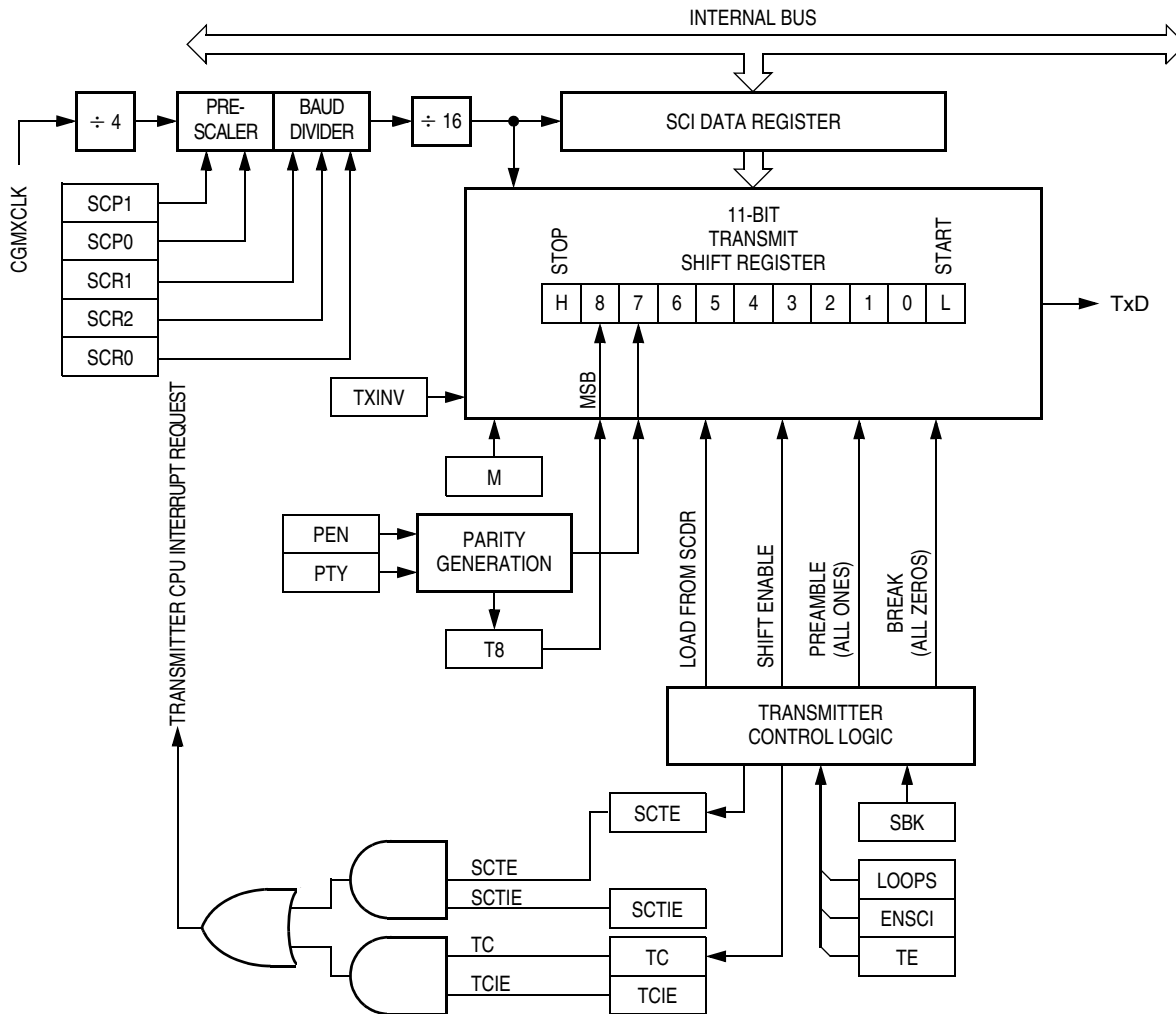 INTERNAL BUS
÷ 4
PRE-
SCALER
BAUD
DIVIDER
÷ 16
SCI DATA REGISTER
CGMXCLK
SCP1
SCP0
SCR1
SCR2
SCR0
11-BIT
TRANSMIT
SHIFT REGISTER
STOP
START
H 8 7 6 5 4 3 2 1 0 L
TxD
TXINV
MSB
M
TRANSMITTER CPU INTERRUPT REQUEST
PEN
PTY
PARITY
GENERATION
T8
LOAD FROM SCDR
SHIFT ENABLE
PREAMBLE
(ALL ONES)
BREAK
(ALL ZEROS)
TRANSMITTER
CONTROL LOGIC
SCTE
SBK
SCTE
SCTIE
SCTIE
LOOPS
ENSCI
TE
TC
TC
TCIE
TCIE